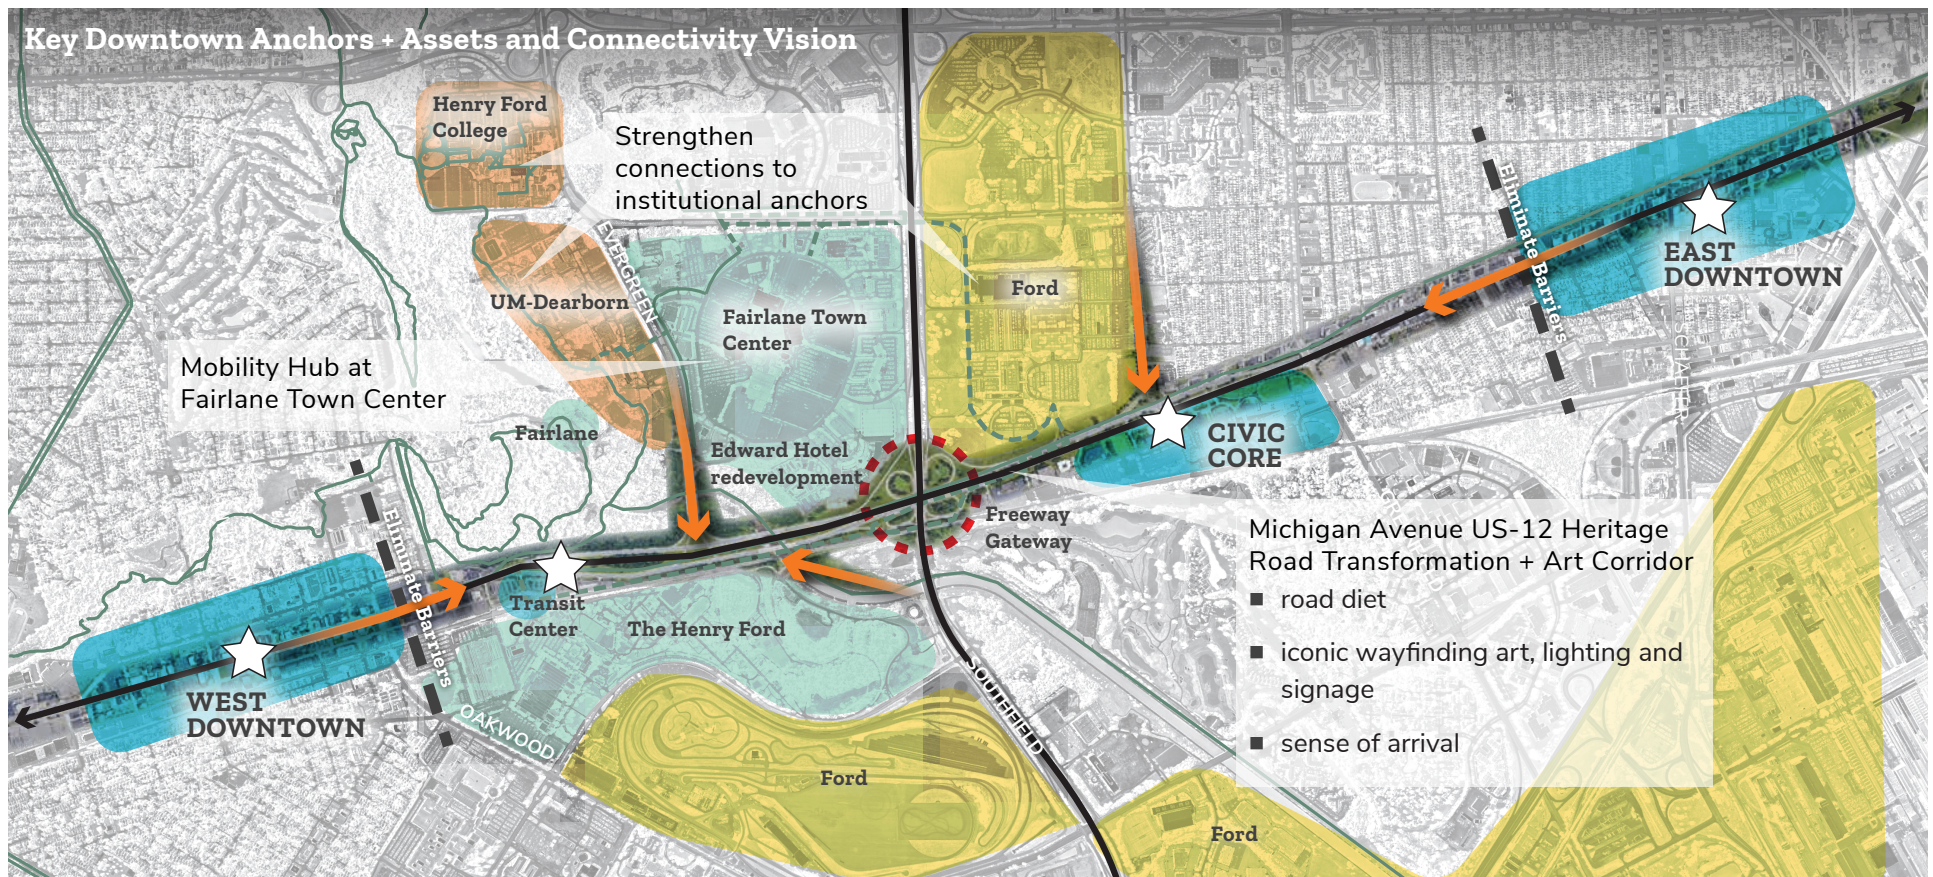 Key Downtown Anchors + Assets and Connectivity Vision
Henry Ford
College
Strengthen
connections to
institutional anchors
EVERGREEN
UM-Dearborn
Fairlane Town
Center
Ford
Eliminate Barriers
EAST
DOWNTOWN
SCHAEFER
Mobility Hub at
Fairlane Town Center
Fairlane
Edward Hotel
redevelopment
CIVIC
CORE
Freeway
Gateway
Eliminate Barriers
Michigan Avenue US-12 Heritage
Road Transformation + Art Corridor
■ road diet
■ iconic wayfinding art, lighting and
signage
■ sense of arrival
Transit
Center
The Henry Ford
WEST
DOWNTOWN
OAKWOOD
SOUTHFIELD
Ford
Ford